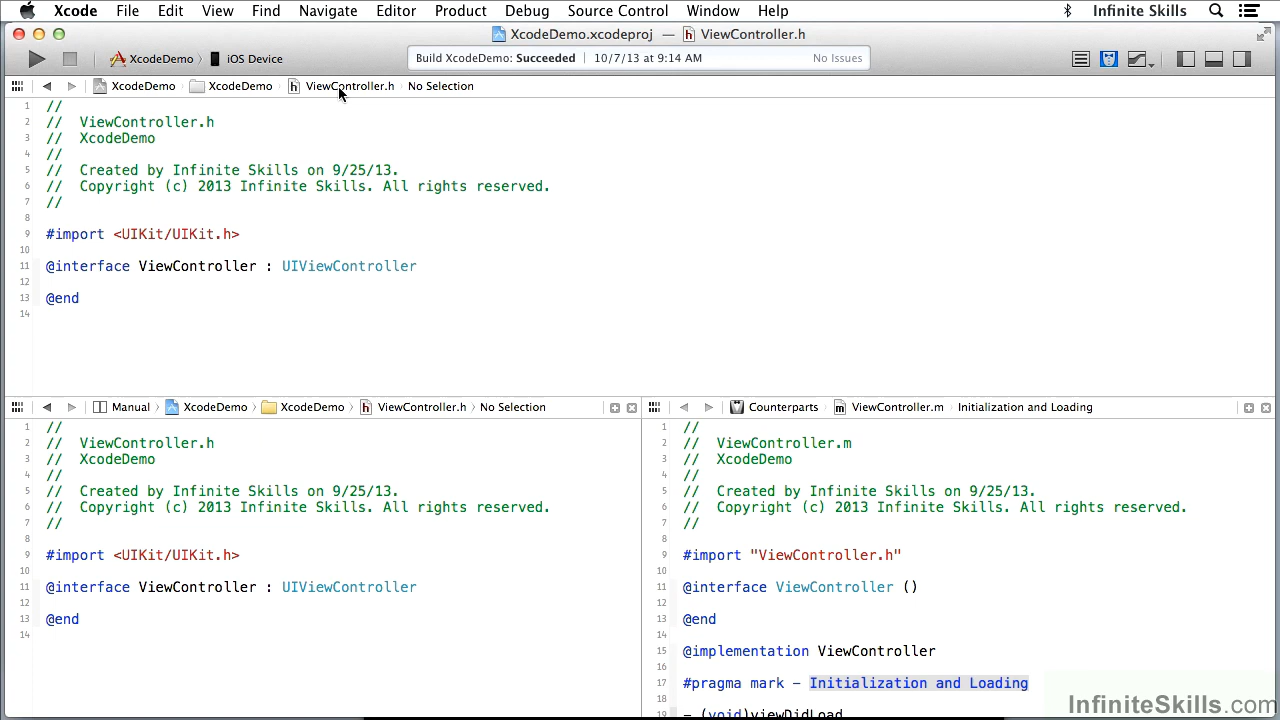 Xcode File Edit View Find Navigate Editor Product Debug Source Control Window Help Infinite Skills
XcodeDemo.xcodeproj — ViewController.h
XcodeDemo iOS Device Build XcodeDemo: Succeeded 10/7/13 at 9:14 AM No Issues
XcodeDemo XcodeDemo ViewController.h No Selection
1 //
2 // ViewController.h
3 // XcodeDemo
4 //
5 // Created by Infinite Skills on 9/25/13.
6 // Copyright (c) 2013 Infinite Skills. All rights reserved.
7 //
8
9 #import <UIKit/UIKit.h>
10
11 @interface ViewController : UIViewController
12
13 @end
14
Manual XcodeDemo XcodeDemo ViewController.h No Selection
1 //
2 // ViewController.h
3 // XcodeDemo
4 //
5 // Created by Infinite Skills on 9/25/13.
6 // Copyright (c) 2013 Infinite Skills. All rights reserved.
7 //
8
9 #import <UIKit/UIKit.h>
10
11 @interface ViewController : UIViewController
12
13 @end
14
Counterparts ViewController.m Initialization and Loading
1 //
2 // ViewController.m
3 // XcodeDemo
4 //
5 // Created by Infinite Skills on 9/25/13.
6 // Copyright (c) 2013 Infinite Skills. All rights reserved.
7 //
8
9 #import "ViewController.h"
10
11 @interface ViewController ()
12
13 @end
14
15 @implementation ViewController
16
17 #pragma mark - Initialization and Loading
18
19 - (void)viewDidLoad
InfiniteSkills.com